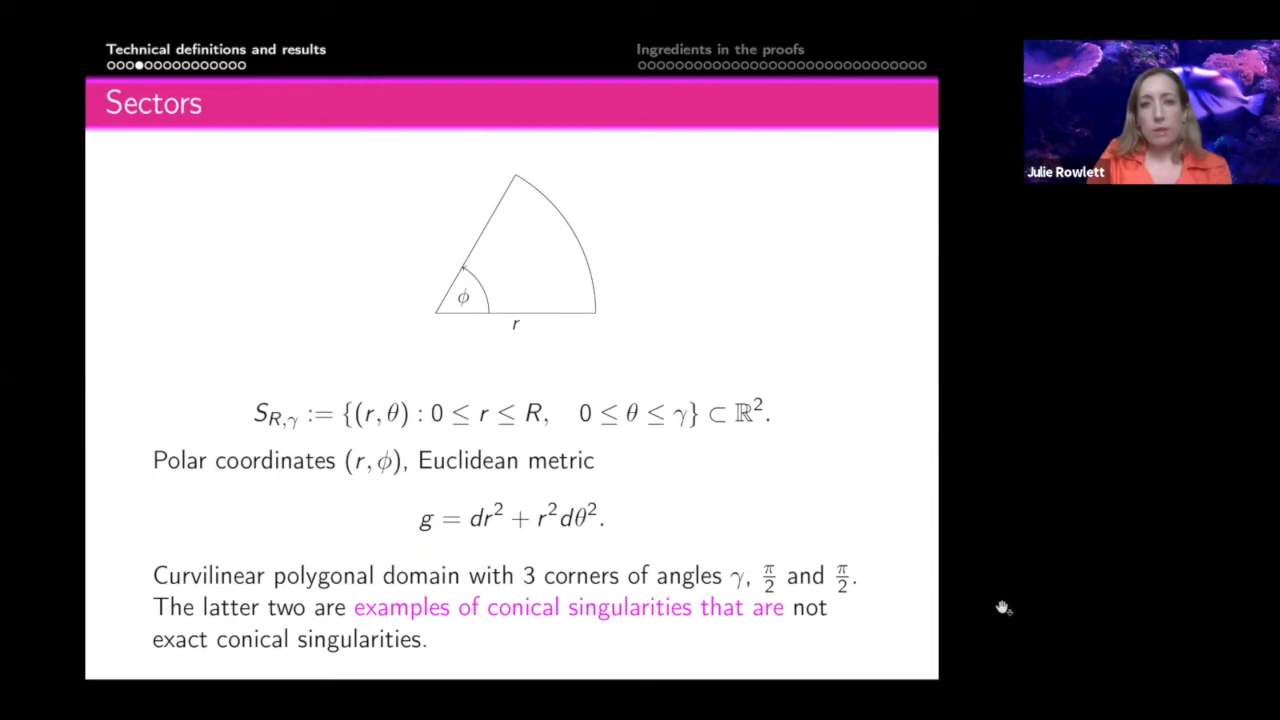 Technical definitions and results
Ingredients in the proofs
Sectors
ϕ
r
S_{R,γ} := {(r, θ) : 0 ≤ r ≤ R, 0 ≤ θ ≤ γ} ⊂ ℝ².
Polar coordinates (r, ϕ), Euclidean metric
g = dr² + r²dθ².
Curvilinear polygonal domain with 3 corners of angles γ, π/2 and π/2.
The latter two are examples of conical singularities that are not
exact conical singularities.
Julie Rowlett